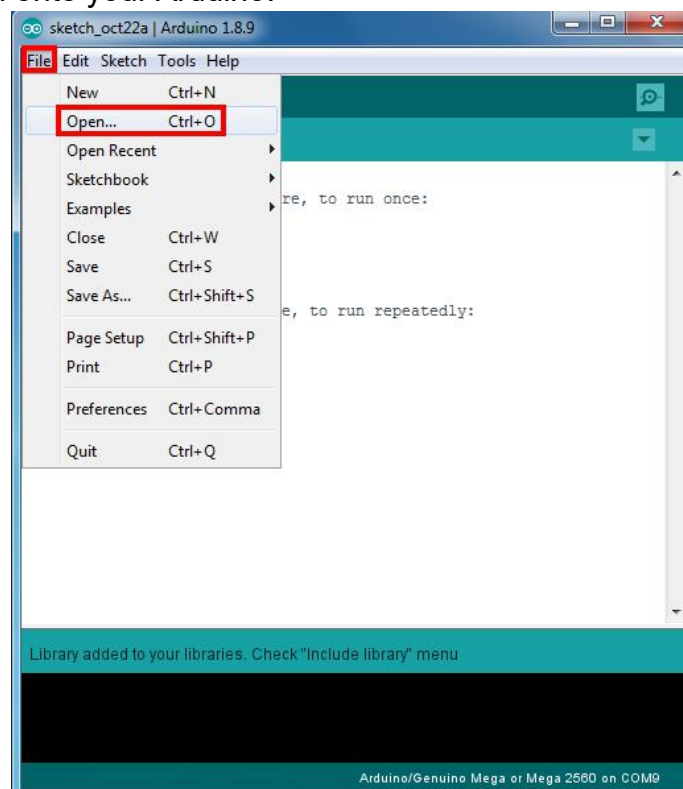 onto your Arduino.
sketch_oct22a | Arduino 1.8.9
File Edit Sketch Tools Help
New Ctrl+N
Open... Ctrl+O
Open Recent
Sketchbook
re, to run once:
Examples
Close Ctrl+W
Save Ctrl+S
Save As... Ctrl+Shift+S
e, to run repeatedly:
Page Setup Ctrl+Shift+P
Print Ctrl+P
Preferences Ctrl+Comma
Quit Ctrl+Q
Library added to your libraries. Check "Include library" menu
Arduino/Genuino Mega or Mega 2560 on COM9